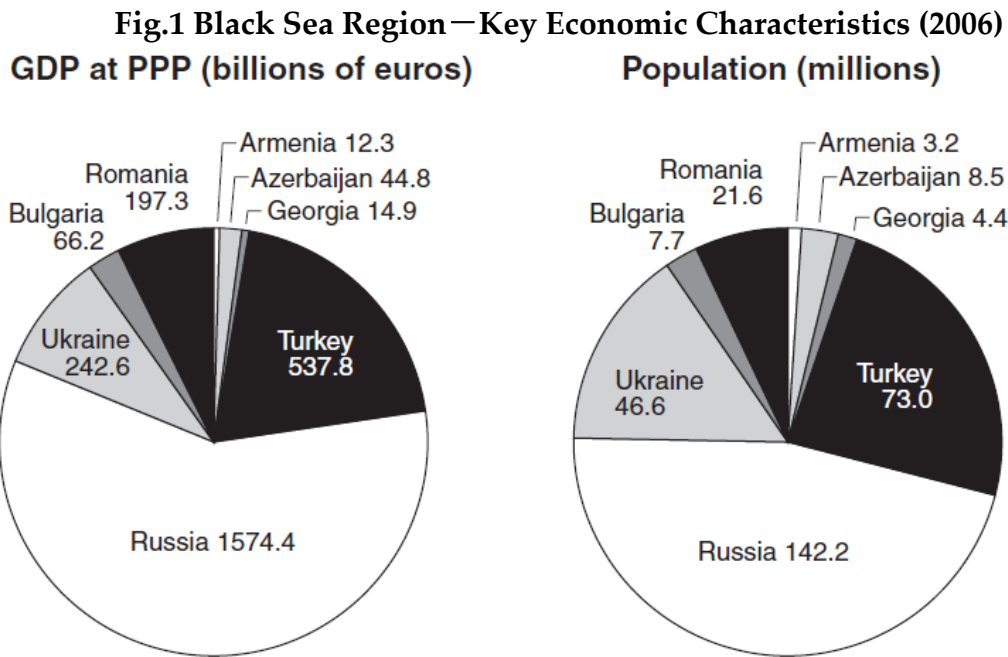 Fig.1 Black Sea Region－Key Economic Characteristics (2006)
GDP at PPP (billions of euros)
Armenia 12.3
Azerbaijan 44.8
Georgia 14.9
Romania
197.3
Bulgaria
66.2
Ukraine
242.6
Turkey
537.8
Russia 1574.4
Population (millions)
Armenia 3.2
Azerbaijan 8.5
Georgia 4.4
Romania
21.6
Bulgaria
7.7
Ukraine
46.6
Turkey
73.0
Russia 142.2